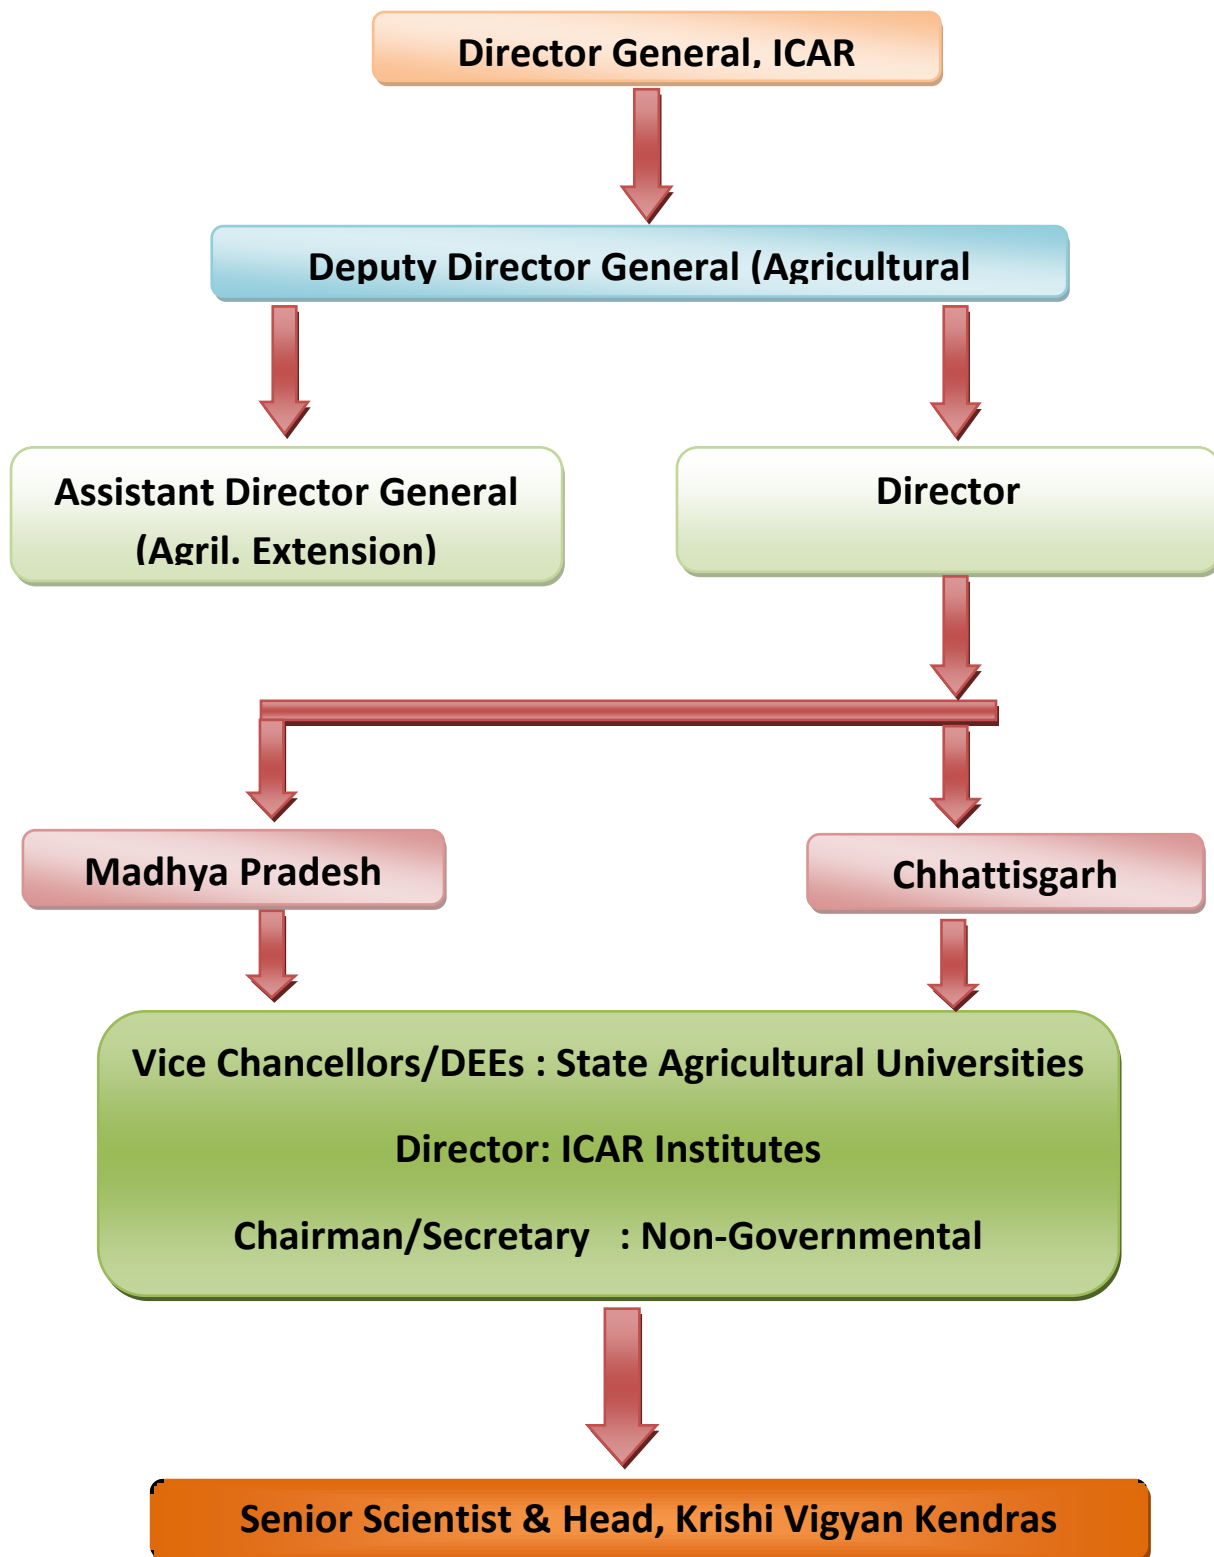 Director General, ICAR
Deputy Director General (Agricultural
Assistant Director General
(Agril. Extension)
Director
Madhya Pradesh
Chhattisgarh
Vice Chancellors/DEEs : State Agricultural Universities
Director: ICAR Institutes
Chairman/Secretary : Non-Governmental
Senior Scientist & Head, Krishi Vigyan Kendras